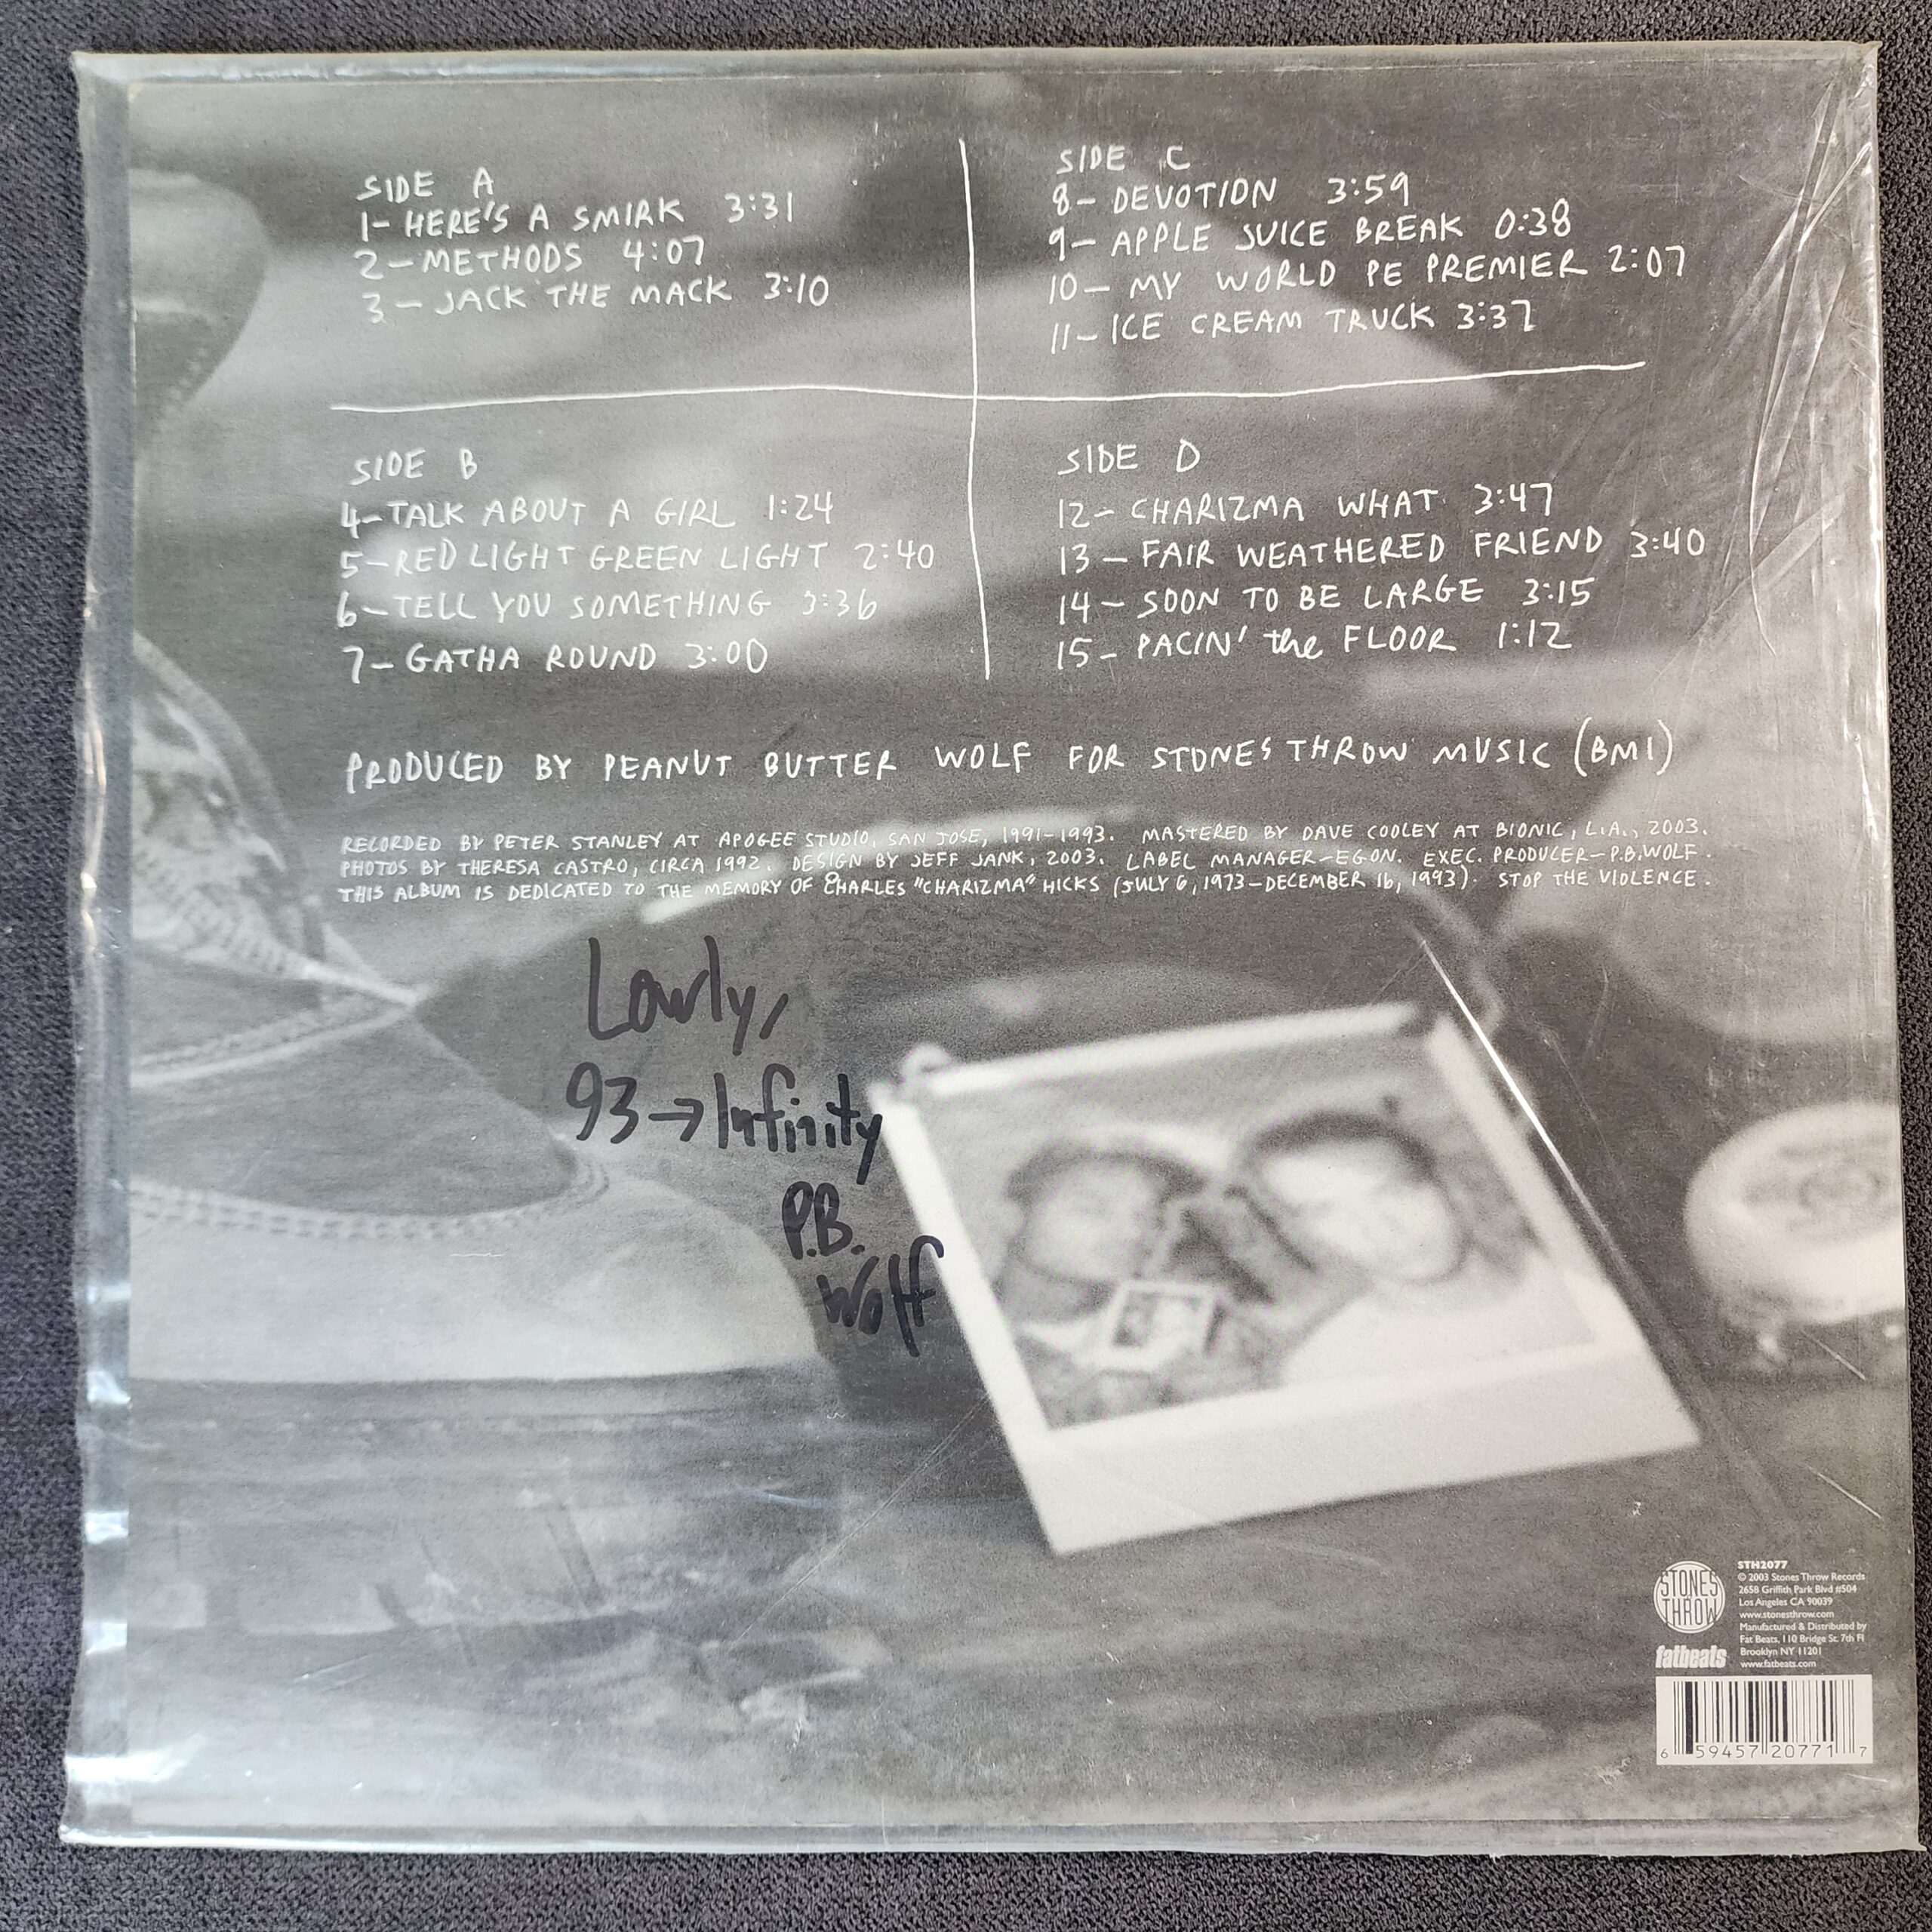 SIDE A
1- HERE'S A SMIRK 3:31
2- METHODS 4:07
3- JACK THE MACK 3:10
SIDE C
8- DEVOTION 3:59
9- APPLE JUICE BREAK 0:38
10- MY WORLD PE PREMIER 2:07
11- ICE CREAM TRUCK 3:37
SIDE B
4- TALK ABOUT A GIRL 1:24
5- RED LIGHT GREEN LIGHT 2:40
6- TELL YOU SOMETHING 3:36
7- GATHA ROUND 3:00
SIDE D
12- CHARIZMA WHAT 3:47
13- FAIR WEATHERED FRIEND 3:40
14- SOON TO BE LARGE 3:15
15- PACIN' the FLOOR 1:12
PRODUCED BY PEANUT BUTTER WOLF FOR STONES THROW MUSIC (BMI)
RECORDED BY PETER STANLEY AT APOGEE STUDIO, SAN JOSE, 1991-1993. MASTERED BY DAVE COOLEY AT BIONIC, L.A., 2003.
PHOTOS BY THERESA CASTRO, CIRCA 1992. DESIGN BY JEFF JANK, 2003. LABEL MANAGER-EGON. EXEC. PRODUCER-P.B.WOLF.
THIS ALBUM IS DEDICATED TO THE MEMORY OF CHARLES "CHARIZMA" HICKS (JULY 6, 1973-DECEMBER 16, 1993). STOP THE VIOLENCE.
Lowly,
93→Infinity
P.B.
Wolf
STONES
THROW
fatbeats
STH2077
© 2003 Stones Throw Records
2658 Griffith Park Blvd #504
Los Angeles CA 90039
www.stonesthrow.com
Manufactured & Distributed by
Fat Beats, 110 Bridge St. 7th Fl
Brooklyn NY 11201
www.fatbeats.com
6 59457 20771 7